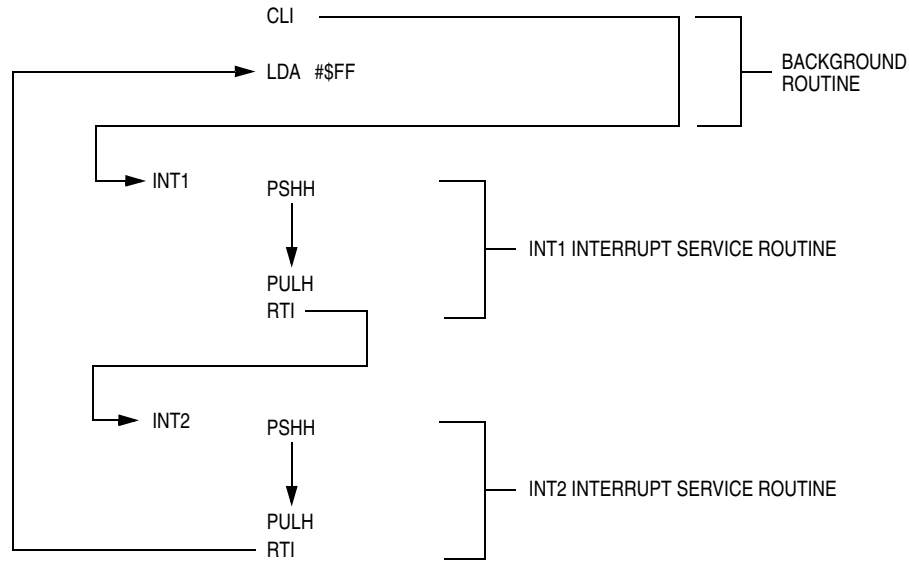 CLI
LDA #$FF
BACKGROUND
ROUTINE
INT1
PSHH
INT1 INTERRUPT SERVICE ROUTINE
PULH
RTI
INT2
PSHH
INT2 INTERRUPT SERVICE ROUTINE
PULH
RTI